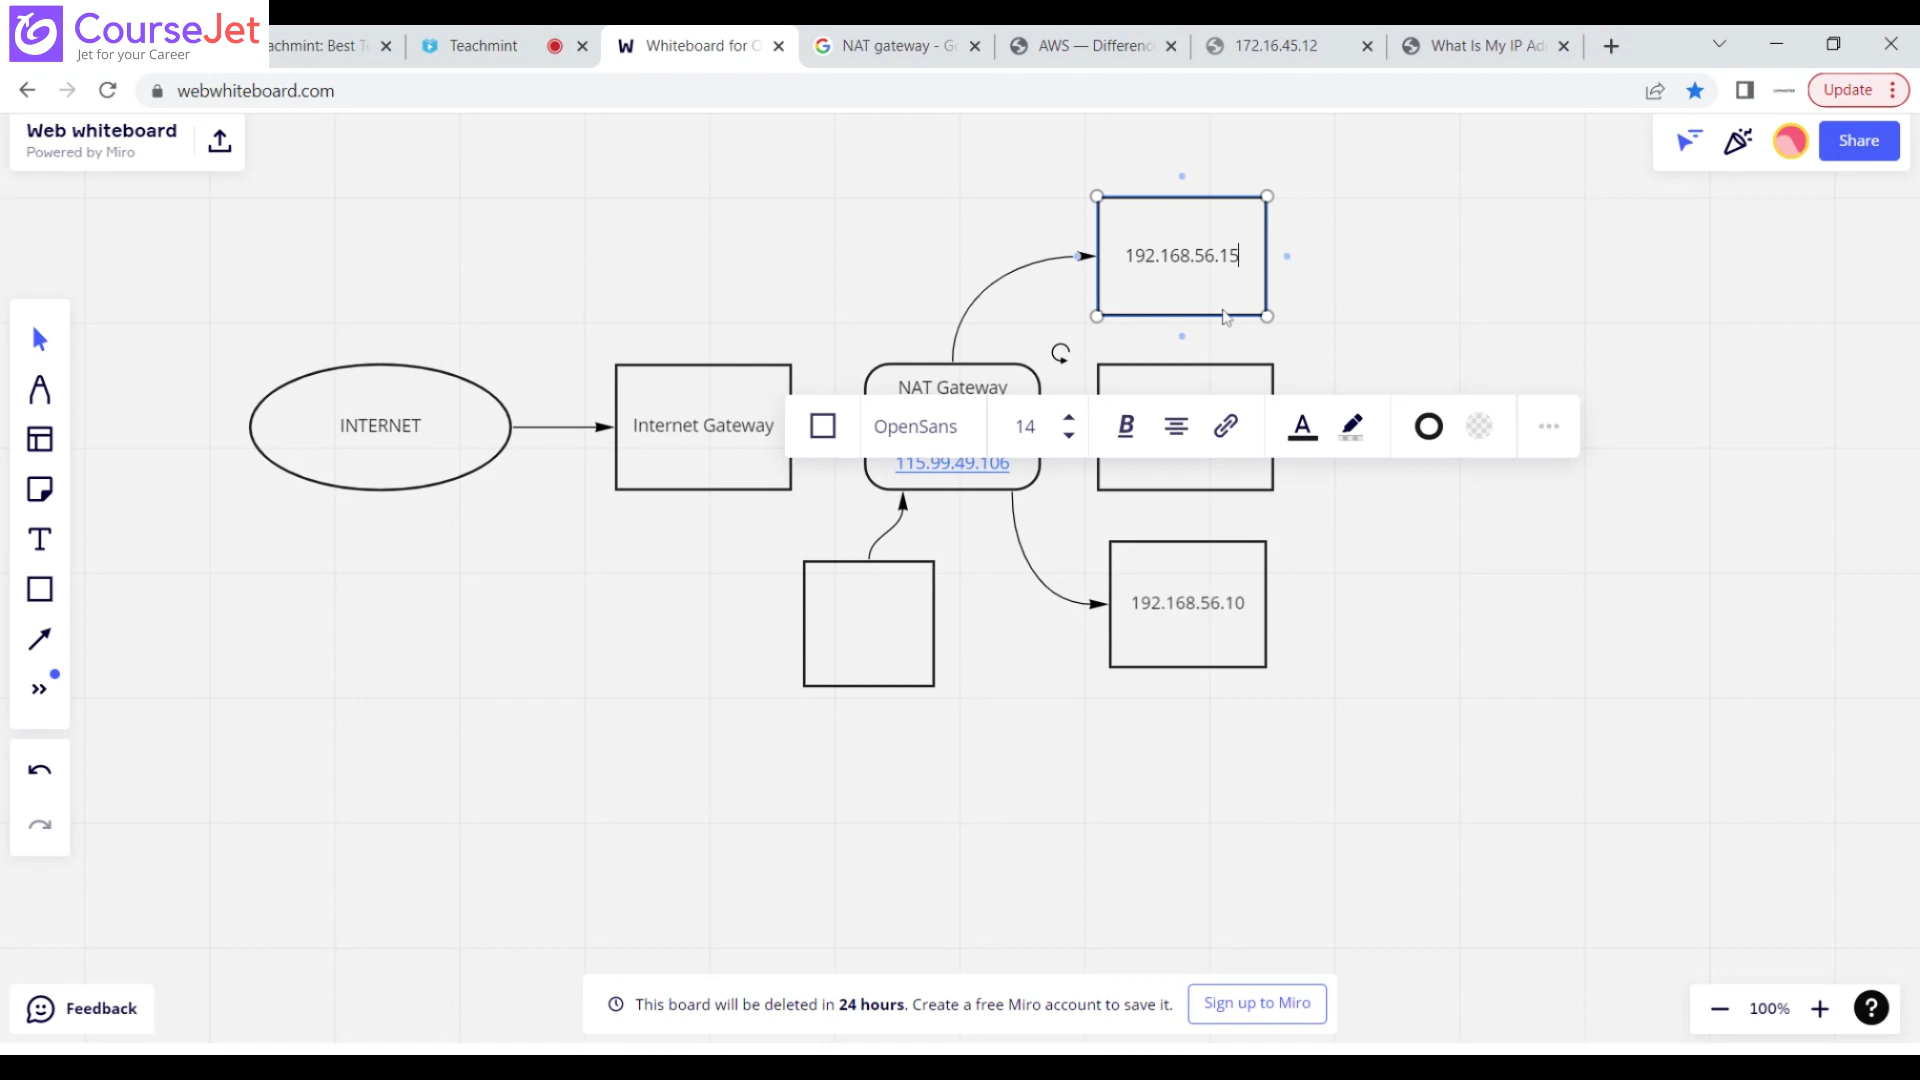 CourseJet
Jet for your Career
achmint: Best Te
Teachmint
Whiteboard for O
NAT gateway - Go
AWS — Differenc
172.16.45.12
What Is My IP Ad
webwhiteboard.com
Update
Web whiteboard
Powered by Miro
Share
192.168.56.15
INTERNET
Internet Gateway
NAT Gateway
OpenSans
14
B
A
115.99.49.106
192.168.56.10
T
Feedback
This board will be deleted in 24 hours. Create a free Miro account to save it.
Sign up to Miro
100%